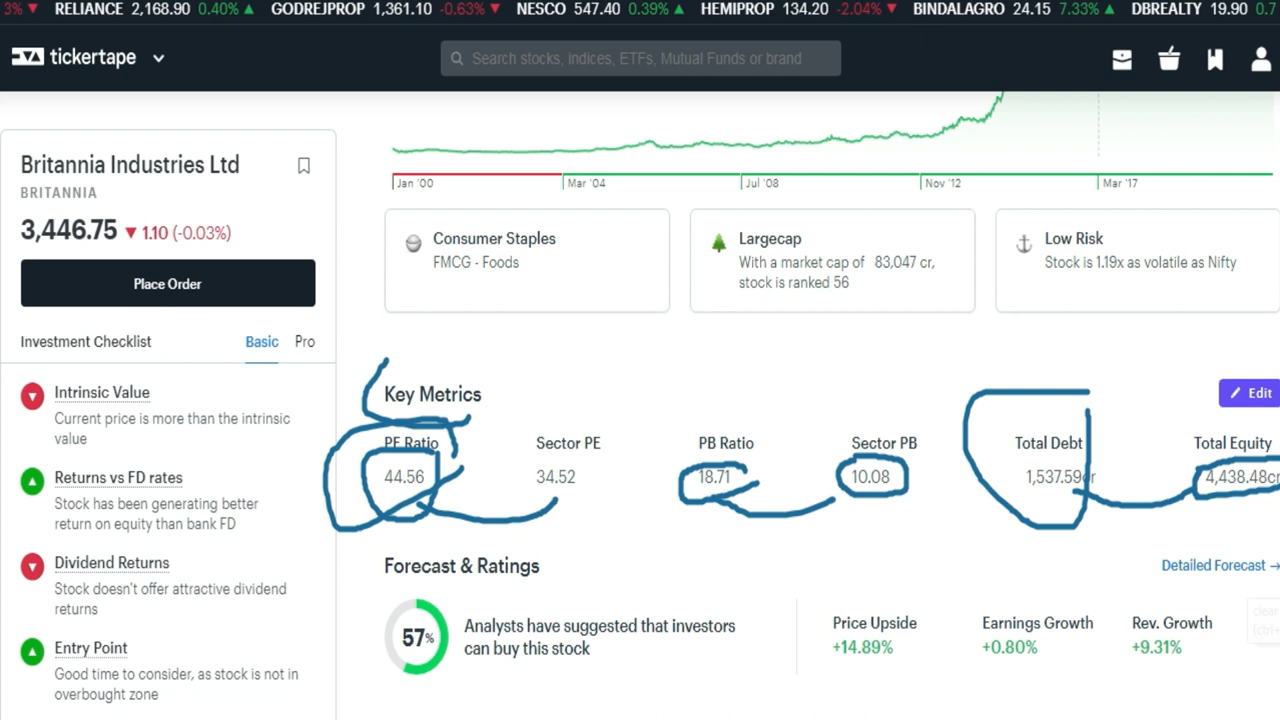 3% ▼ RELIANCE 2,168.90 0.40% ▲ GODREJPROP 1,361.10 -0.63% ▼ NESCO 547.40 0.39% ▲ HEMIPROP 134.20 -2.04% ▼ BINDALAGRO 24.15 7.33% ▲ DBREALTY 19.90 0.7
tickertape
Search stocks, indices, ETFs, Mutual Funds or brand
Britannia Industries Ltd
BRITANNIA
3,446.75 ▼ 1.10 (-0.03%)
Place Order
Investment Checklist Basic Pro
Intrinsic Value
Current price is more than the intrinsic
value
Returns vs FD rates
Stock has been generating better
return on equity than bank FD
Dividend Returns
Stock doesn't offer attractive dividend
returns
Entry Point
Good time to consider, as stock is not in
overbought zone
Jan '00 Mar '04 Jul '08 Nov '12 Mar '17
Consumer Staples
FMCG - Foods
Largecap
With a market cap of 83,047 cr,
stock is ranked 56
Low Risk
Stock is 1.19x as volatile as Nifty
Key Metrics
Edit
PE Ratio Sector PE PB Ratio Sector PB Total Debt Total Equity
44.56 34.52 18.71 10.08 1,537.59cr 4,438.48cr
Forecast & Ratings
Detailed Forecast →
57%
Analysts have suggested that investors
can buy this stock
Price Upside Earnings Growth Rev. Growth
+14.89% +0.80% +9.31%
clear
(ctrl+